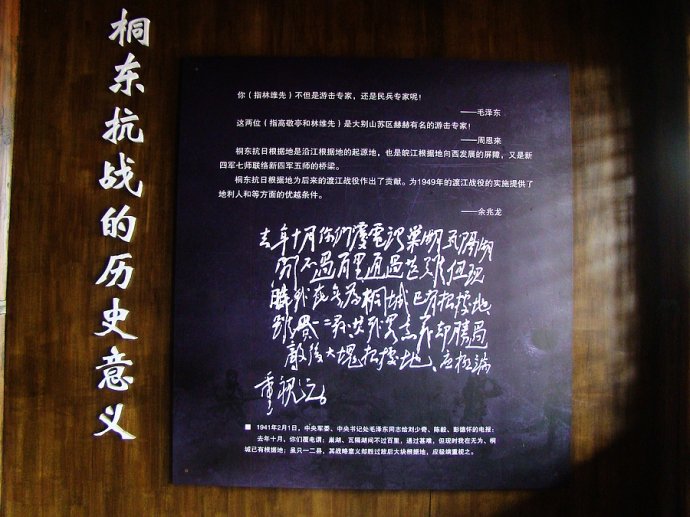 桐东抗战的历史意义
你（指林维先）不但是游击专家，还是民兵专家呢！
——毛泽东
这两位（指高敬亭和林维先）是大别山苏区赫赫有名的游击专家！
——周恩来
桐东抗日根据地是沿江根据地的起源地，也是皖江根据地向西发展的屏障，又是新
四军七师联络新四军五师的桥梁。
桐东抗日根据地为后来的渡江战役作出了贡献。为1949年的渡江战役的实施提供了
地利人和等方面的优越条件。
——余兆龙
去年十月你们覆电谓巢湖瓦隔湖
间不过百里通过甚难但现
时我在无为桐城已有根据地
虽只一二县其战略意义却胜过
敌后大块根据地、应极端
重视之。
■ 1941年2月1日，中央军委、中央书记处毛泽东同志给刘少奇、陈毅、彭德怀的电报：
去年十月，你们覆电谓：巢湖、瓦隔湖间不过百里，通过甚难，但现时我在无为、桐
城已有根据地；虽只一二县，其战略意义却胜过敌后大块根据地，应极端重视之。